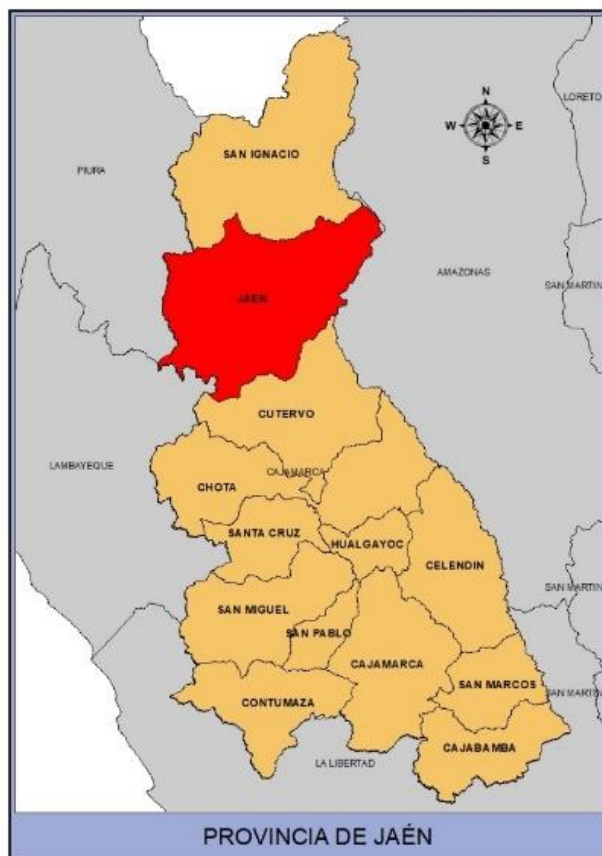 LORETO
N
W E
S
SAN IGNACIO
PIURA
AMAZONAS
SAN MARTIN
JAEN
CUTERVO
LAMBAYEQUE
CAJAMARCA
CHOTA
SANTA CRUZ
HUALGAYOC
CELENDIN
SAN MARTIN
SAN MIGUEL
SAN PABLO
CAJAMARCA
SAN MARCOS
SAN MARTIN
CONTUMAZA
CAJABAMBA
LA LIBERTAD
PROVINCIA DE JAÉN